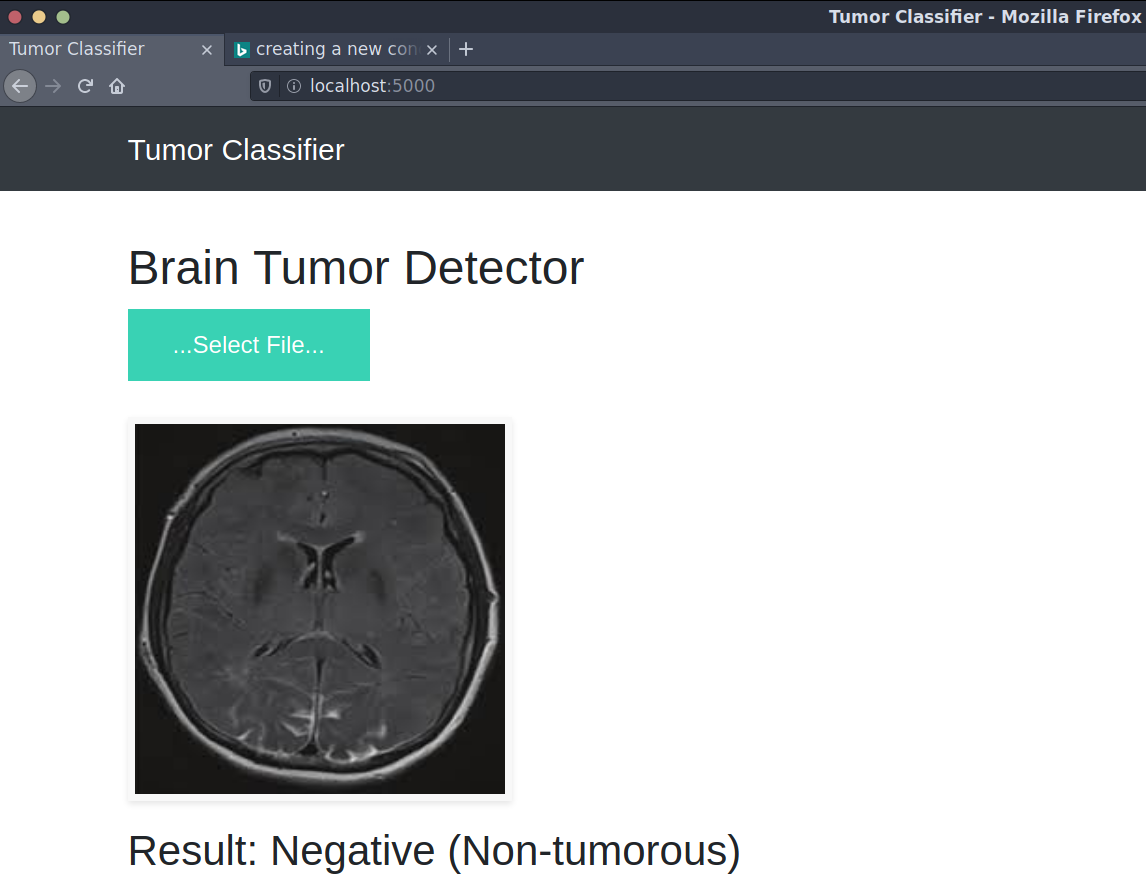 Tumor Classifier - Mozilla Firefox
Tumor Classifier
creating a new con
localhost:5000
Tumor Classifier
Brain Tumor Detector
...Select File...
Result: Negative (Non-tumorous)